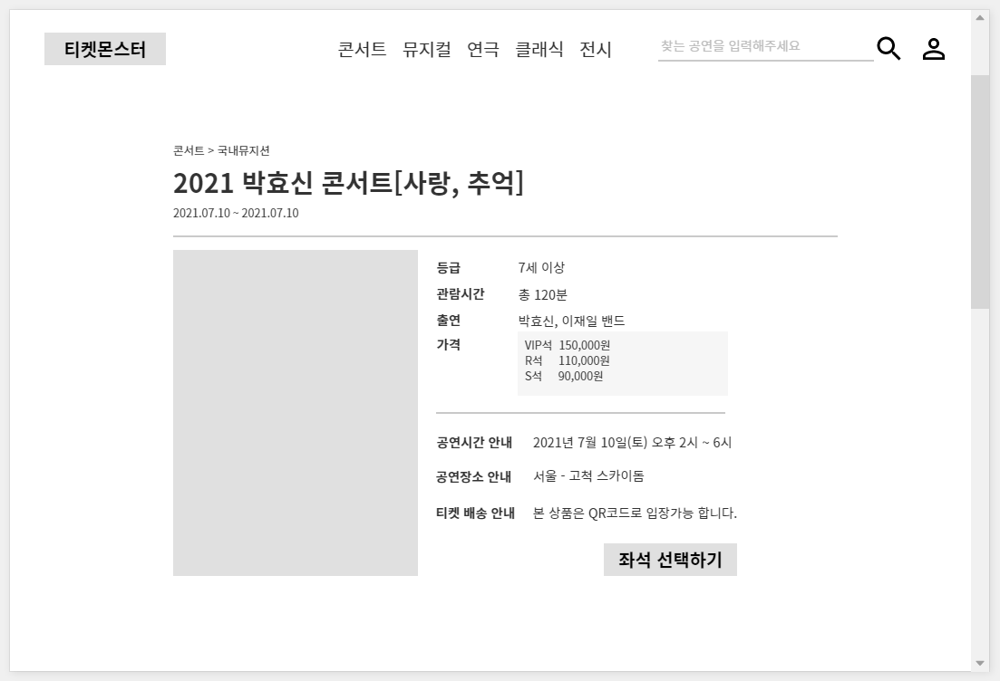 티켓몬스터
콘서트 뮤지컬 연극 클래식 전시
찾는 공연을 입력해주세요
콘서트 > 국내뮤지션
2021 박효신 콘서트[사랑, 추억]
2021.07.10 ~ 2021.07.10
등급 7세 이상
관람시간 총 120분
출연 박효신, 이재일 밴드
가격 VIP석 150,000원
R석 110,000원
S석 90,000원
공연시간 안내 2021년 7월 10일(토) 오후 2시 ~ 6시
공연장소 안내 서울 - 고척 스카이돔
티켓 배송 안내 본 상품은 QR코드로 입장가능 합니다.
좌석 선택하기